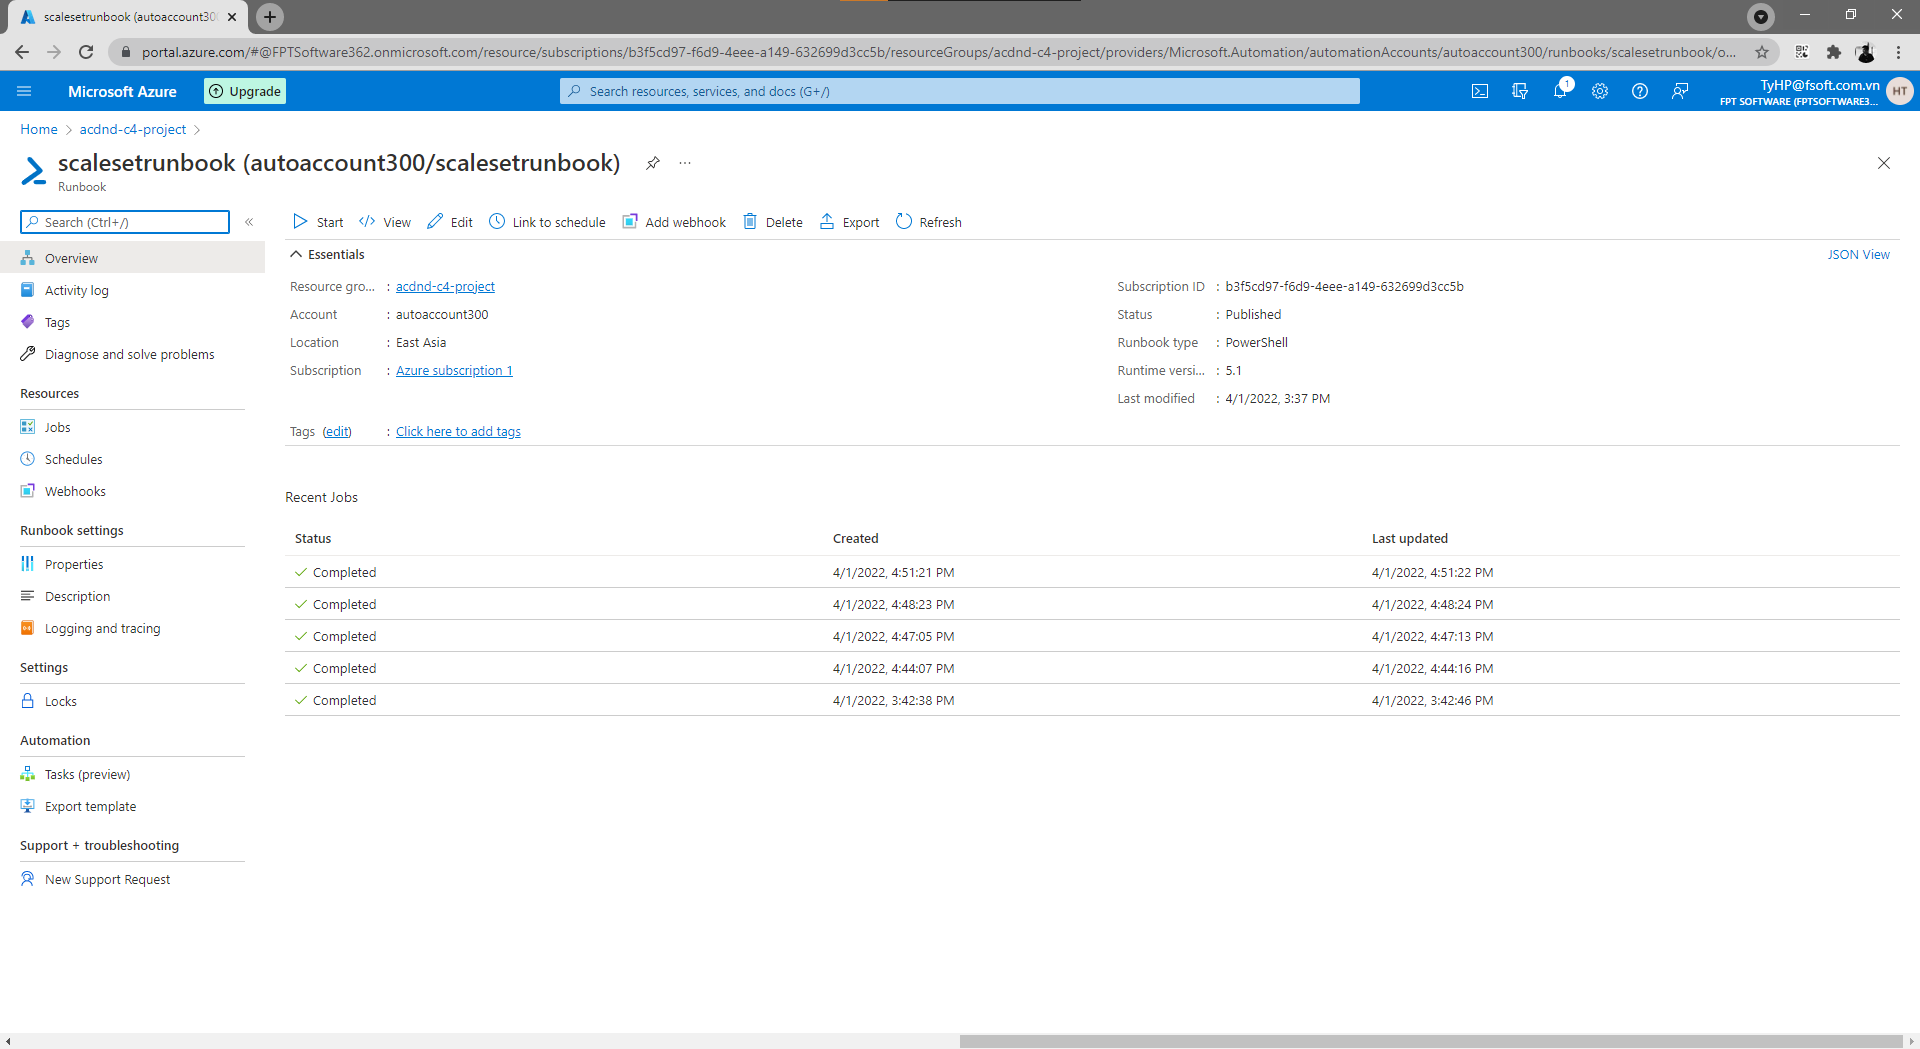 scalesetrunbook (autoaccount300
portal.azure.com/#@FPTSoftware362.onmicrosoft.com/resource/subscriptions/b3f5cd97-f6d9-4eee-a149-632699d3cc5b/resourceGroups/acdnd-c4-project/providers/Microsoft.Automation/automationAccounts/autoaccount300/runbooks/scalesetrunbook/o...
Microsoft Azure
Upgrade
Search resources, services, and docs (G+/)
1
TyHP@fsoft.com.vn
FPT SOFTWARE (FPTSOFTWARE3...
HT
Home > acdnd-c4-project >
scalesetrunbook (autoaccount300/scalesetrunbook)
...
Runbook
Search (Ctrl+/)
«
Start
View
Edit
Link to schedule
Add webhook
Delete
Export
Refresh
Overview
Activity log
Tags
Diagnose and solve problems
Resources
Jobs
Schedules
Webhooks
Runbook settings
Properties
Description
Logging and tracing
Settings
Locks
Automation
Tasks (preview)
Export template
Support + troubleshooting
New Support Request
Essentials
JSON View
Resource gro... : acdnd-c4-project
Account : autoaccount300
Location : East Asia
Subscription : Azure subscription 1
Subscription ID : b3f5cd97-f6d9-4eee-a149-632699d3cc5b
Status : Published
Runbook type : PowerShell
Runtime versi... : 5.1
Last modified : 4/1/2022, 3:37 PM
Tags (edit) : Click here to add tags
Recent Jobs
Status Created Last updated
Completed 4/1/2022, 4:51:21 PM 4/1/2022, 4:51:22 PM
Completed 4/1/2022, 4:48:23 PM 4/1/2022, 4:48:24 PM
Completed 4/1/2022, 4:47:05 PM 4/1/2022, 4:47:13 PM
Completed 4/1/2022, 4:44:07 PM 4/1/2022, 4:44:16 PM
Completed 4/1/2022, 3:42:38 PM 4/1/2022, 3:42:46 PM